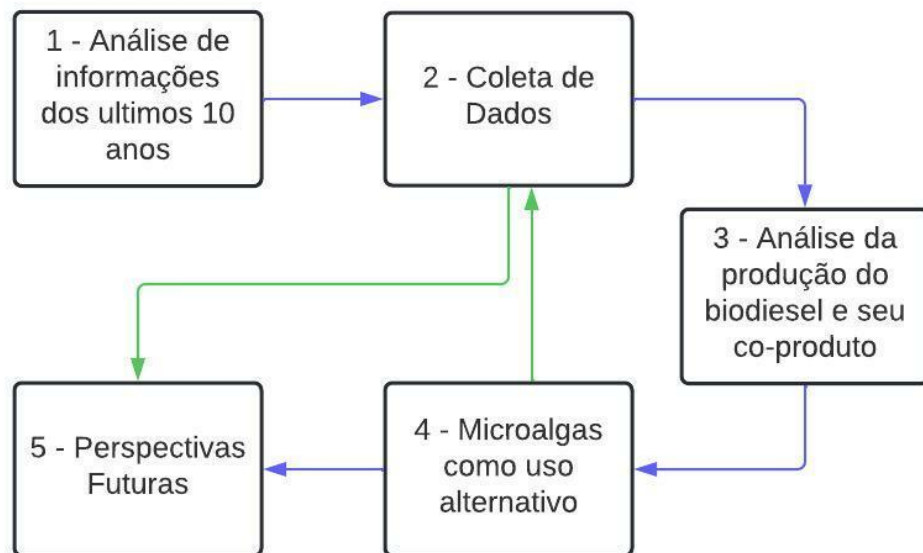 1 - Análise de
informações
dos ultimos 10
anos
2 - Coleta de
Dados
3 - Análise da
produção do
biodiesel e seu
co-produto
4 - Microalgas
como uso
alternativo
5 - Perspectivas
Futuras